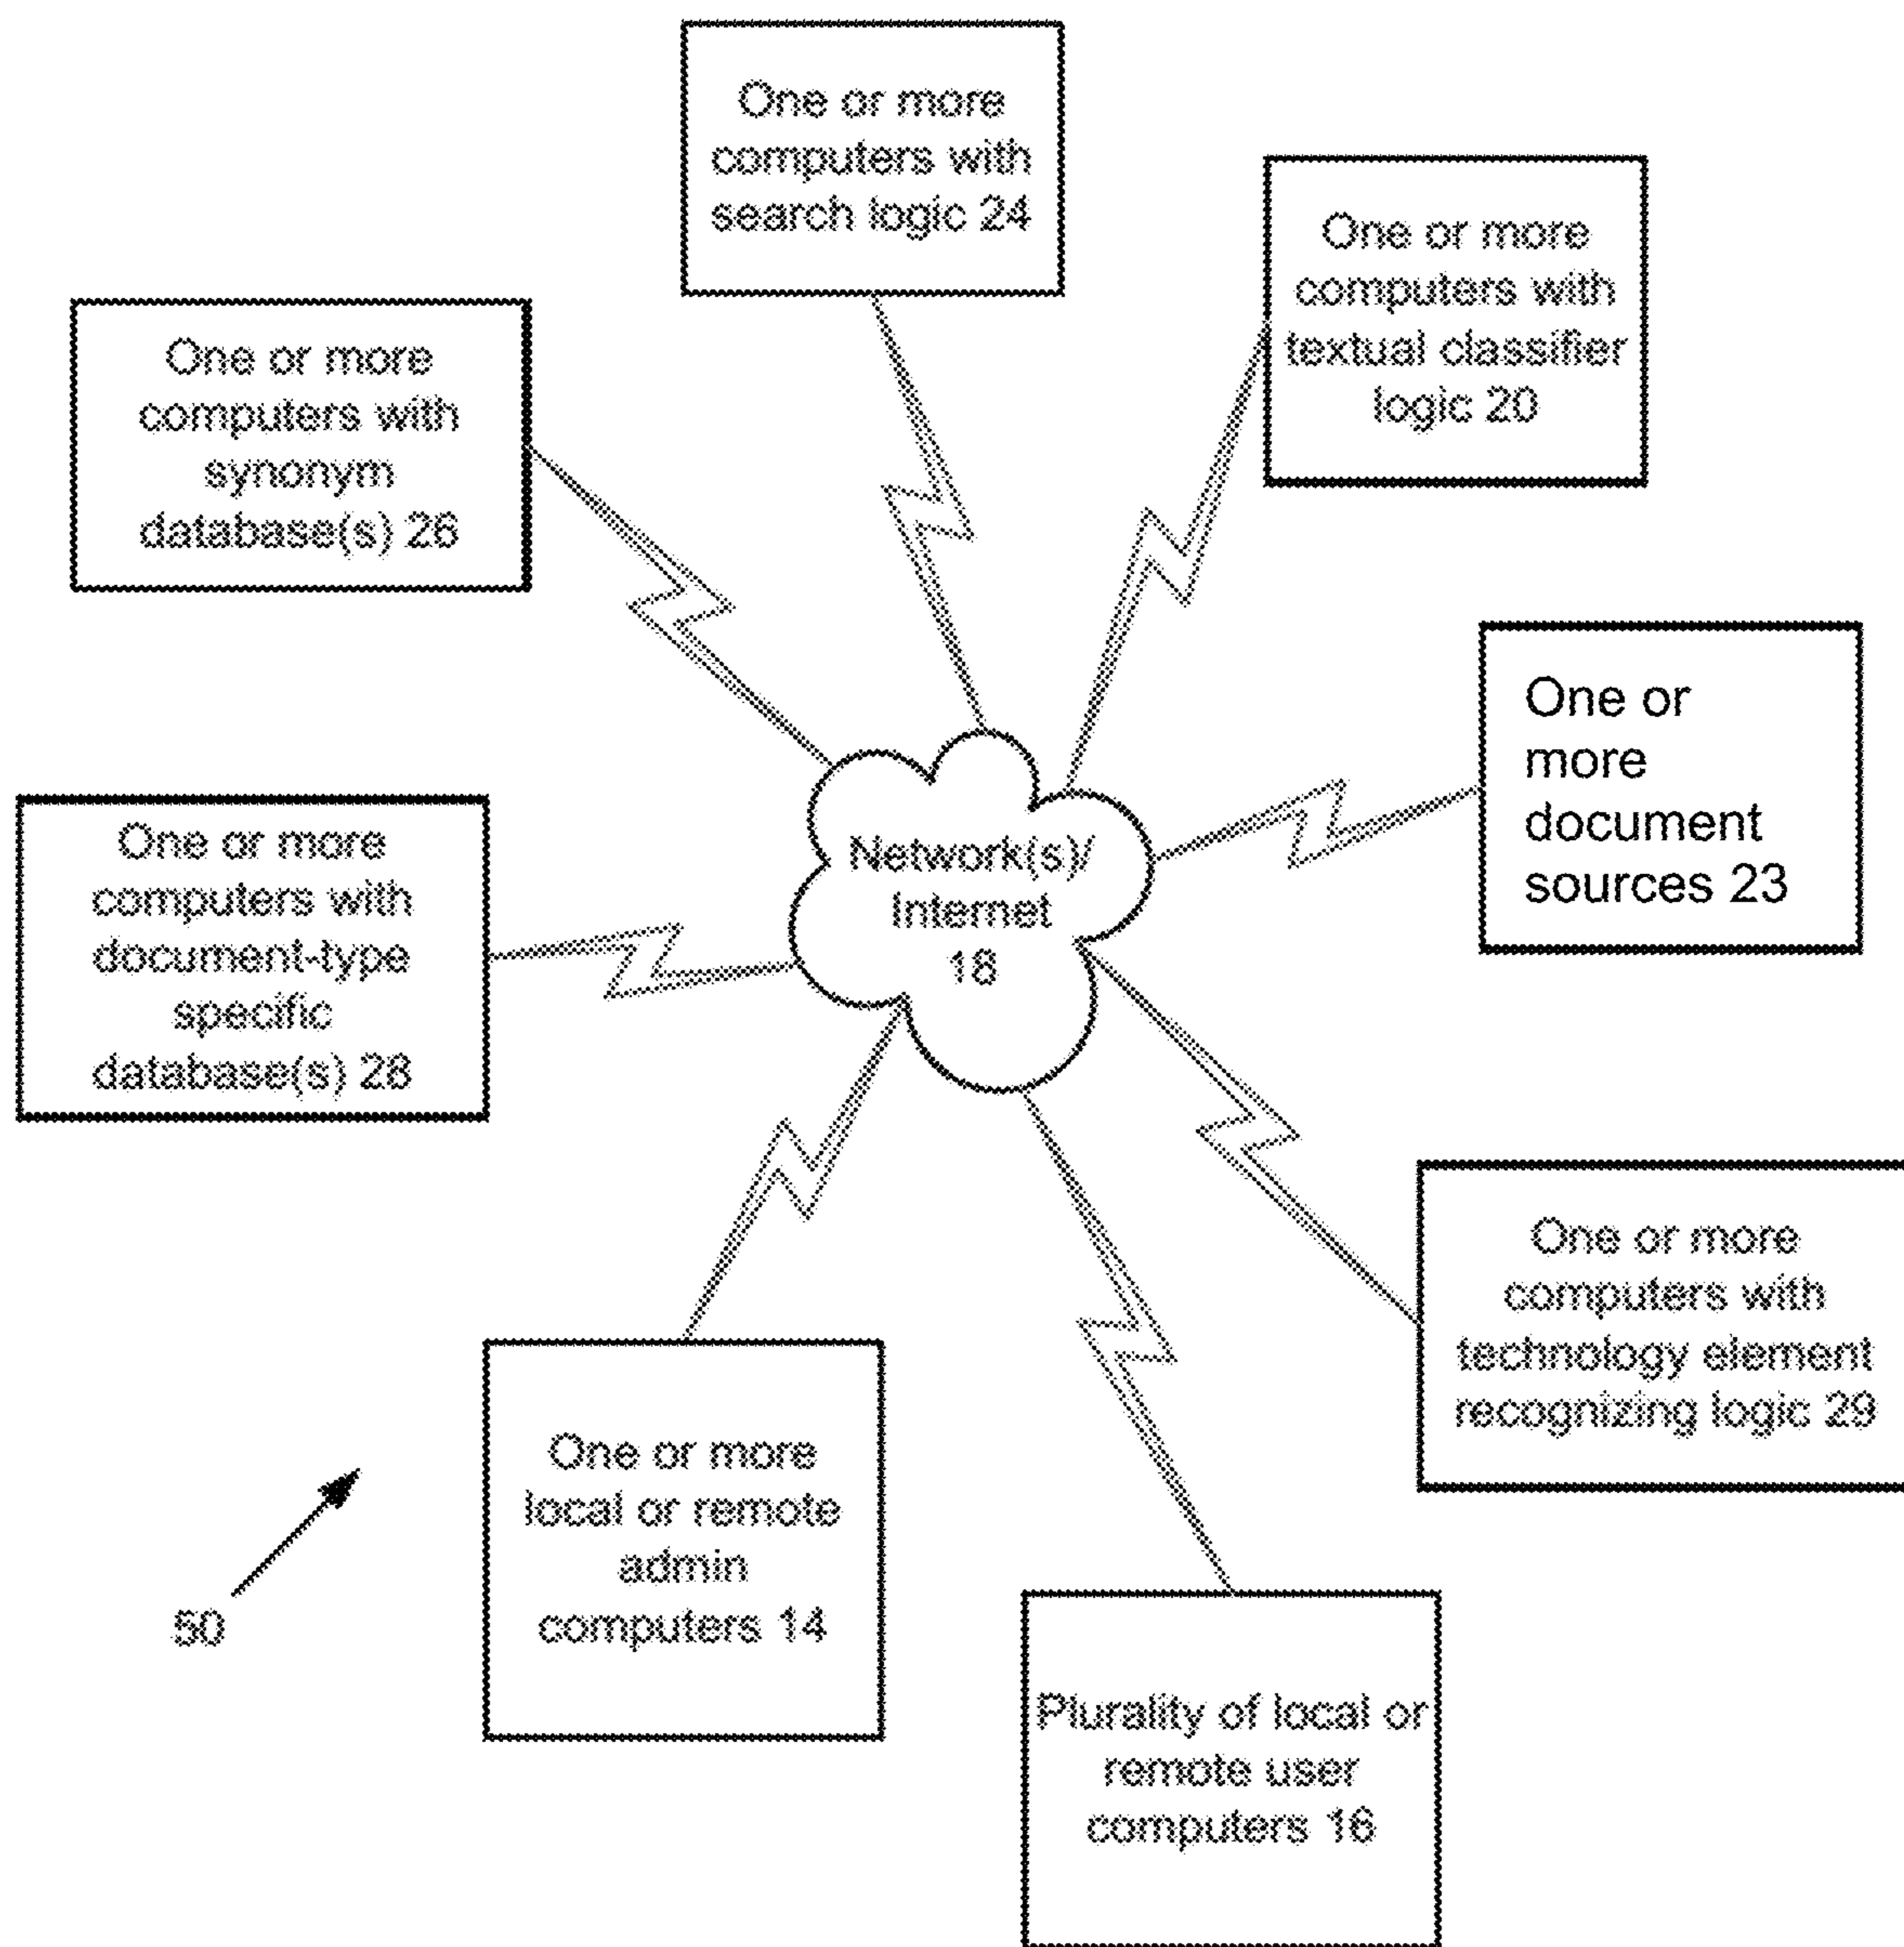 One or more
computers with
search logic 24
One or more
computers with
textual classifier
logic 20
One or more
computers with
synonym
database(s) 26
One or
more
document
sources 23
One or more
computers with
document-type
specific
database(s) 28
Network(s)/
Internet
18
One or more
computers with
technology element
recognizing logic 29
One or more
local or remote
admin
computers 14
50
Plurality of local or
remote user
computers 16